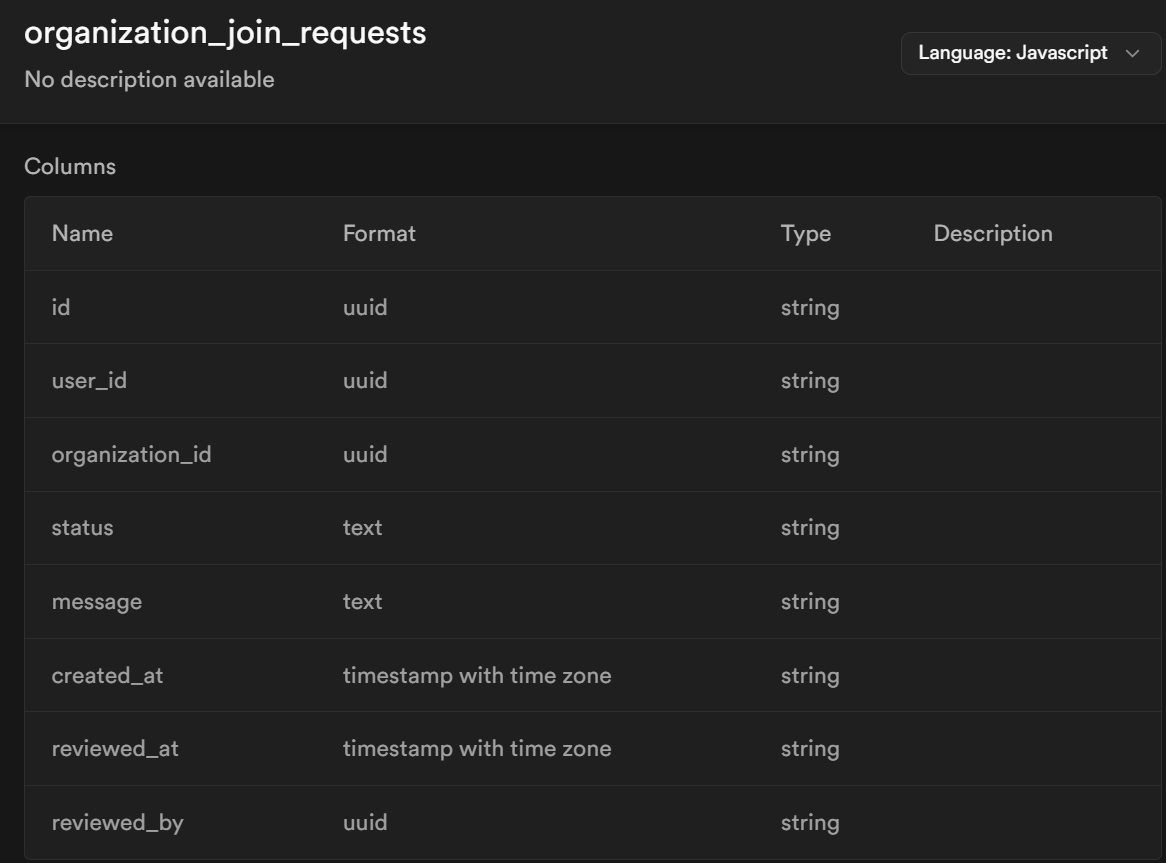 organization_join_requests
No description available
Language: Javascript
Columns
Name Format Type Description
id uuid string
user_id uuid string
organization_id uuid string
status text string
message text string
created_at timestamp with time zone string
reviewed_at timestamp with time zone string
reviewed_by uuid string